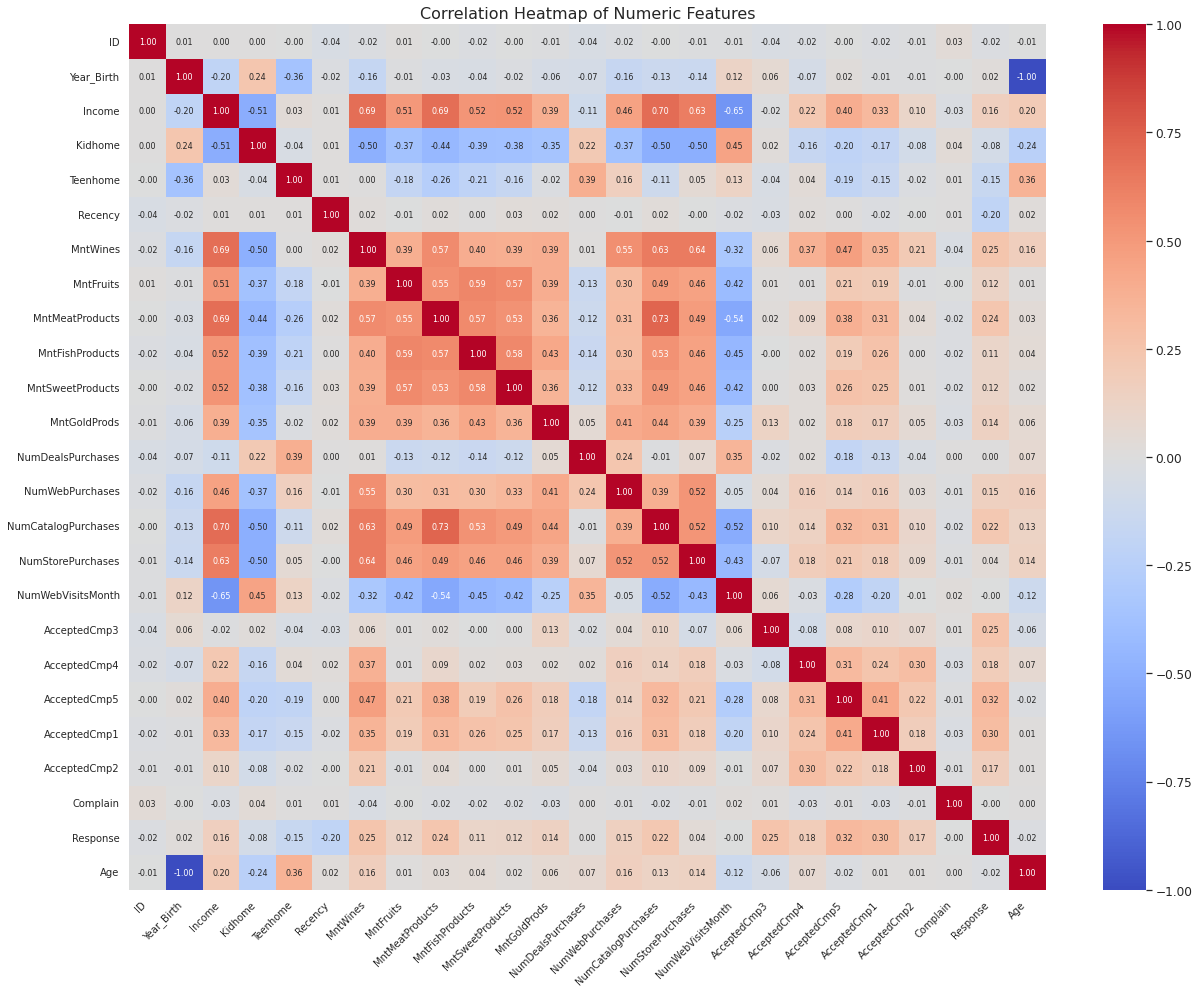 Correlation Heatmap of Numeric Features
ID 1.00 0.01 0.00 0.00 -0.00 -0.04 -0.02 0.01 -0.00 -0.02 -0.00 -0.01 -0.04 -0.02 -0.00 -0.01 -0.01 -0.04 -0.02 -0.00 -0.02 -0.01 0.03 -0.02 -0.01
Year_Birth 0.01 1.00 -0.20 0.24 -0.36 -0.02 -0.16 -0.01 -0.03 -0.04 -0.02 -0.06 -0.07 -0.16 -0.13 -0.14 0.12 0.06 -0.07 0.02 -0.01 -0.01 -0.00 0.02 -1.00
Income 0.00 -0.20 1.00 -0.51 0.03 0.01 0.69 0.51 0.69 0.52 0.52 0.39 -0.11 0.46 0.70 0.63 -0.65 -0.02 0.22 0.40 0.33 0.10 -0.03 0.16 0.20
Kidhome 0.00 0.24 -0.51 1.00 -0.04 0.01 -0.50 -0.37 -0.44 -0.39 -0.38 -0.35 0.22 -0.37 -0.50 -0.50 0.45 0.02 -0.16 -0.20 -0.17 -0.08 0.04 -0.08 -0.24
Teenhome -0.00 -0.36 0.03 -0.04 1.00 0.01 0.00 -0.18 -0.26 -0.21 -0.16 -0.02 0.39 0.16 -0.11 0.05 0.13 -0.04 0.04 -0.19 -0.15 -0.02 0.01 -0.15 0.36
Recency -0.04 -0.02 0.01 0.01 0.01 1.00 0.02 -0.01 0.02 0.00 0.03 0.02 0.00 -0.01 0.02 -0.00 -0.02 -0.03 0.02 0.00 -0.02 -0.00 0.01 -0.20 0.02
MntWines -0.02 -0.16 0.69 -0.50 0.00 0.02 1.00 0.39 0.57 0.40 0.39 0.39 0.01 0.55 0.63 0.64 -0.32 0.06 0.37 0.47 0.35 0.21 -0.04 0.25 0.16
MntFruits 0.01 -0.01 0.51 -0.37 -0.18 -0.01 0.39 1.00 0.55 0.59 0.57 0.39 -0.13 0.30 0.49 0.46 -0.42 0.01 0.01 0.21 0.19 -0.01 -0.00 0.12 0.01
MntMeatProducts -0.00 -0.03 0.69 -0.44 -0.26 0.02 0.57 0.55 1.00 0.57 0.53 0.36 -0.12 0.31 0.73 0.49 -0.54 0.02 0.09 0.38 0.31 0.04 -0.02 0.24 0.03
MntFishProducts -0.02 -0.04 0.52 -0.39 -0.21 0.00 0.40 0.59 0.57 1.00 0.58 0.43 -0.14 0.30 0.53 0.46 -0.45 -0.00 0.02 0.19 0.26 0.00 -0.02 0.11 0.04
MntSweetProducts -0.00 -0.02 0.52 -0.38 -0.16 0.03 0.39 0.57 0.53 0.58 1.00 0.36 -0.12 0.33 0.49 0.46 -0.42 0.00 0.03 0.26 0.25 0.01 -0.02 0.12 0.02
MntGoldProds -0.01 -0.06 0.39 -0.35 -0.02 0.02 0.39 0.39 0.36 0.43 0.36 1.00 0.05 0.41 0.44 0.39 -0.25 0.13 0.02 0.18 0.17 0.05 -0.03 0.14 0.06
NumDealsPurchases -0.04 -0.07 -0.11 0.22 0.39 0.00 0.01 -0.13 -0.12 -0.14 -0.12 0.05 1.00 0.24 -0.01 0.07 0.35 -0.02 0.02 -0.18 -0.13 -0.04 0.00 0.00 0.07
NumWebPurchases -0.02 -0.16 0.46 -0.37 0.16 -0.01 0.55 0.30 0.31 0.30 0.33 0.41 0.24 1.00 0.39 0.52 -0.05 0.04 0.16 0.14 0.16 0.03 -0.01 0.15 0.16
NumCatalogPurchases -0.00 -0.13 0.70 -0.50 -0.11 0.02 0.63 0.49 0.73 0.53 0.49 0.44 -0.01 0.39 1.00 0.52 -0.52 0.10 0.14 0.32 0.31 0.10 -0.02 0.22 0.13
NumStorePurchases -0.01 -0.14 0.63 -0.50 0.05 -0.00 0.64 0.46 0.49 0.46 0.46 0.39 0.07 0.52 0.52 1.00 -0.43 -0.07 0.18 0.21 0.18 0.09 -0.01 0.04 0.14
NumWebVisitsMonth -0.01 0.12 -0.65 0.45 0.13 -0.02 -0.32 -0.42 -0.54 -0.45 -0.42 -0.25 0.35 -0.05 -0.52 -0.43 1.00 0.06 -0.03 -0.28 -0.20 -0.01 0.02 -0.00 -0.12
AcceptedCmp3 -0.04 0.06 -0.02 0.02 -0.04 -0.03 0.06 0.01 0.02 -0.00 0.00 0.13 -0.02 0.04 0.10 -0.07 0.06 1.00 -0.08 0.08 0.10 0.07 0.01 0.25 -0.06
AcceptedCmp4 -0.02 -0.07 0.22 -0.16 0.04 0.02 0.37 0.01 0.09 0.02 0.03 0.02 0.02 0.16 0.14 0.18 -0.03 -0.08 1.00 0.31 0.24 0.30 -0.03 0.18 0.07
AcceptedCmp5 -0.00 0.02 0.40 -0.20 -0.19 0.00 0.47 0.21 0.38 0.19 0.26 0.18 -0.18 0.14 0.32 0.21 -0.28 0.08 0.31 1.00 0.41 0.22 -0.01 0.32 -0.02
AcceptedCmp1 -0.02 -0.01 0.33 -0.17 -0.15 -0.02 0.35 0.19 0.31 0.26 0.25 0.17 -0.13 0.16 0.31 0.18 -0.20 0.10 0.24 0.41 1.00 0.18 -0.03 0.30 0.01
AcceptedCmp2 -0.01 -0.01 0.10 -0.08 -0.02 -0.00 0.21 -0.01 0.04 0.00 0.01 0.05 -0.04 0.03 0.10 0.09 -0.01 0.07 0.30 0.22 0.18 1.00 -0.01 0.17 0.01
Complain 0.03 -0.00 -0.03 0.04 0.01 0.01 -0.04 -0.00 -0.02 -0.02 -0.02 -0.03 0.00 -0.01 -0.02 -0.01 0.02 0.01 -0.03 -0.01 -0.03 -0.01 1.00 -0.00 0.00
Response -0.02 0.02 0.16 -0.08 -0.15 -0.20 0.25 0.12 0.24 0.11 0.12 0.14 0.00 0.15 0.22 0.04 -0.00 0.25 0.18 0.32 0.30 0.17 -0.00 1.00 -0.02
Age -0.01 -1.00 0.20 -0.24 0.36 0.02 0.16 0.01 0.03 0.04 0.02 0.06 0.07 0.16 0.13 0.14 -0.12 -0.06 0.07 -0.02 0.01 0.01 0.00 -0.02 1.00
ID Year_Birth Income Kidhome Teenhome Recency MntWines MntFruits MntMeatProducts MntFishProducts MntSweetProducts MntGoldProds NumDealsPurchases NumWebPurchases NumCatalogPurchases NumStorePurchases NumWebVisitsMonth AcceptedCmp3 AcceptedCmp4 AcceptedCmp5 AcceptedCmp1 AcceptedCmp2 Complain Response Age
1.00
0.75
0.50
0.25
0.00
−0.25
−0.50
−0.75
−1.00